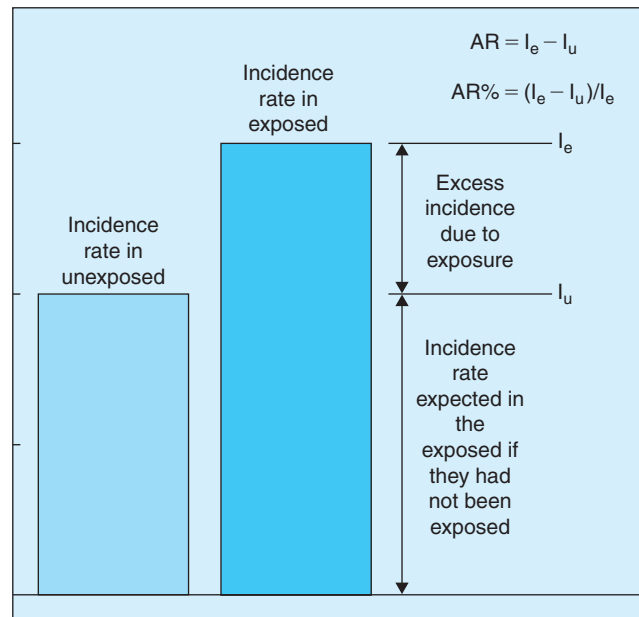 AR = Ie − Iu
AR% = (Ie − Iu)/Ie
Incidence
rate in
exposed
Ie
Excess
incidence
due to
exposure
Incidence
rate in
unexposed
Iu
Incidence
rate
expected in
the
exposed if
they had
not been
exposed